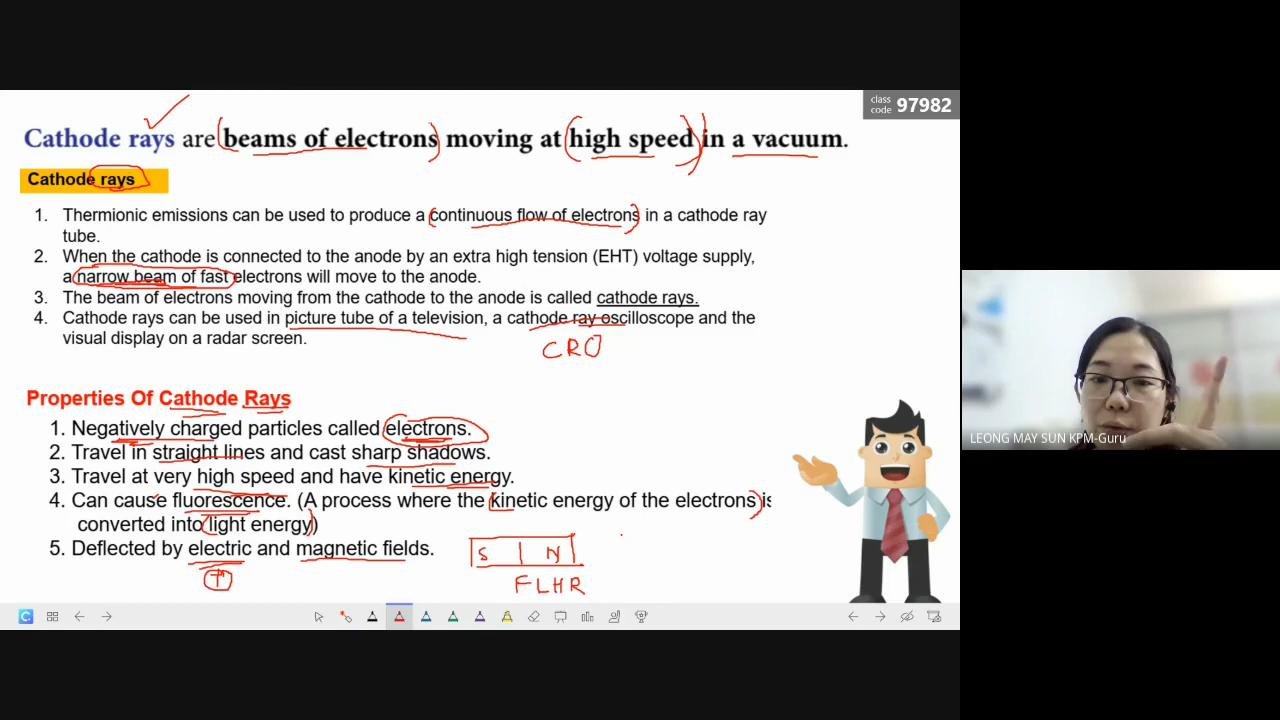 class
code 97982
Cathode rays are beams of electrons moving at high speed in a vacuum.
Cathode rays
1. Thermionic emissions can be used to produce a continuous flow of electrons in a cathode ray
tube.
2. When the cathode is connected to the anode by an extra high tension (EHT) voltage supply,
a narrow beam of fast electrons will move to the anode.
3. The beam of electrons moving from the cathode to the anode is called cathode rays.
4. Cathode rays can be used in picture tube of a television, a cathode ray oscilloscope and the
visual display on a radar screen.
CRO
Properties Of Cathode Rays
1. Negatively charged particles called electrons.
2. Travel in straight lines and cast sharp shadows.
3. Travel at very high speed and have kinetic energy.
4. Can cause fluorescence. (A process where the kinetic energy of the electrons is
converted into light energy)
5. Deflected by electric and magnetic fields.
S N
+
FLHR
LEONG MAY SUN KPM-Guru